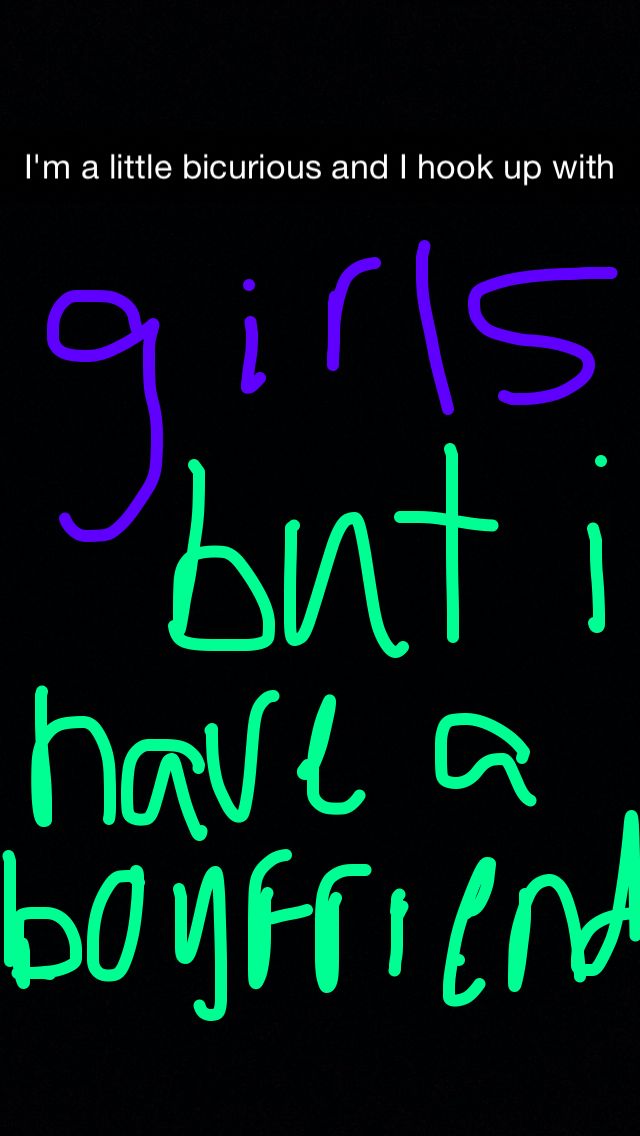 I'm a little bicurious and I hook up with
girls
but i
have a
boyfriend